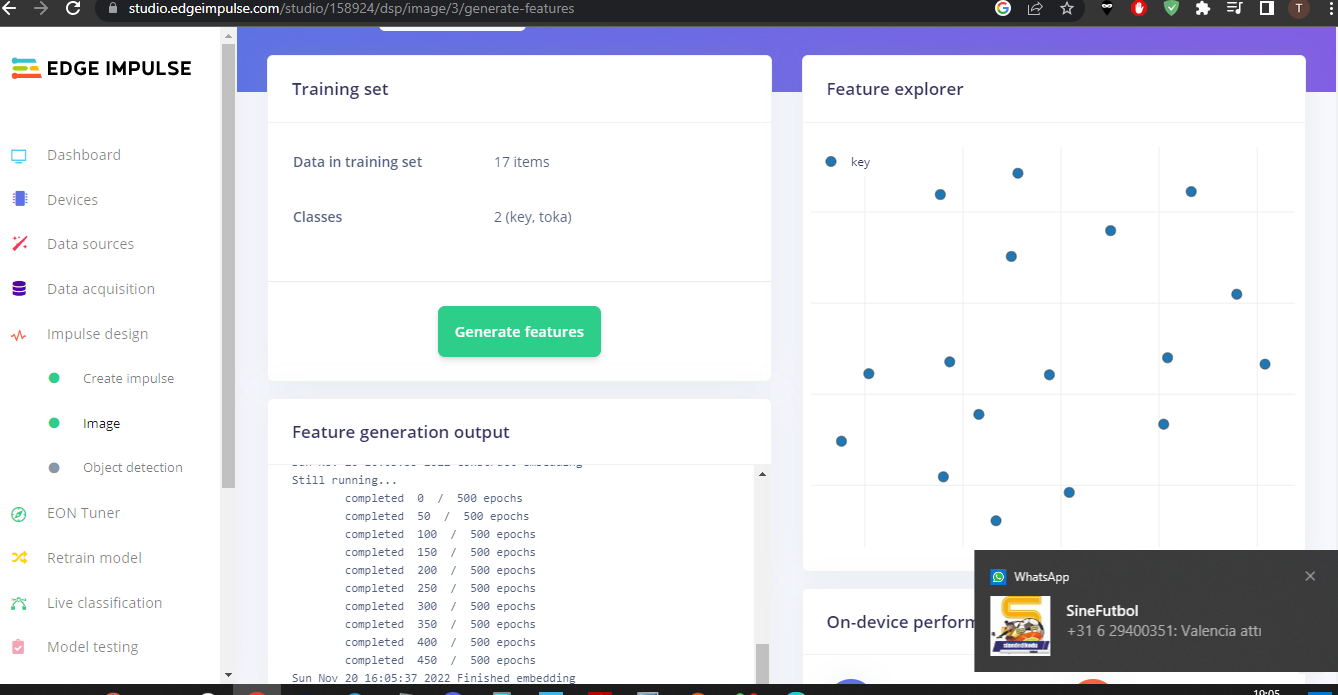 studio.edgeimpulse.com/studio/158924/dsp/image/3/generate-features
T
EDGE IMPULSE
Dashboard
Devices
Data sources
Data acquisition
Impulse design
Create impulse
Image
Object detection
EON Tuner
Retrain model
Live classification
Model testing
Training set
Data in training set 17 items
Classes 2 (key, toka)
Generate features
Feature generation output
Still running...
completed 0 / 500 epochs
completed 50 / 500 epochs
completed 100 / 500 epochs
completed 150 / 500 epochs
completed 200 / 500 epochs
completed 250 / 500 epochs
completed 300 / 500 epochs
completed 350 / 500 epochs
completed 400 / 500 epochs
completed 450 / 500 epochs
Sun Nov 20 16:05:37 2022 Finished embedding
Feature explorer
key
On-device perform
WhatsApp
SineFutbol
+31 6 29400351: Valencia attı
19:05